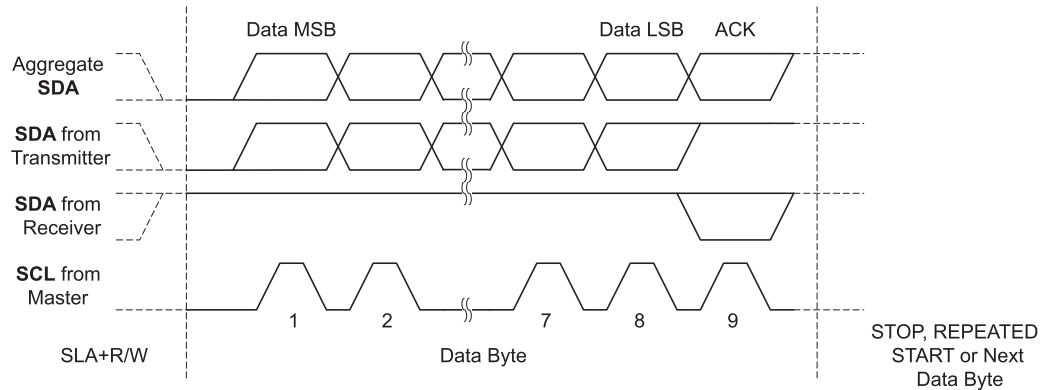 Data MSB
Data LSB
ACK
Aggregate
SDA
SDA from
Transmitter
SDA from
Receiver
SCL from
Master
1
2
7
8
9
SLA+R/W
Data Byte
STOP, REPEATED
START or Next
Data Byte